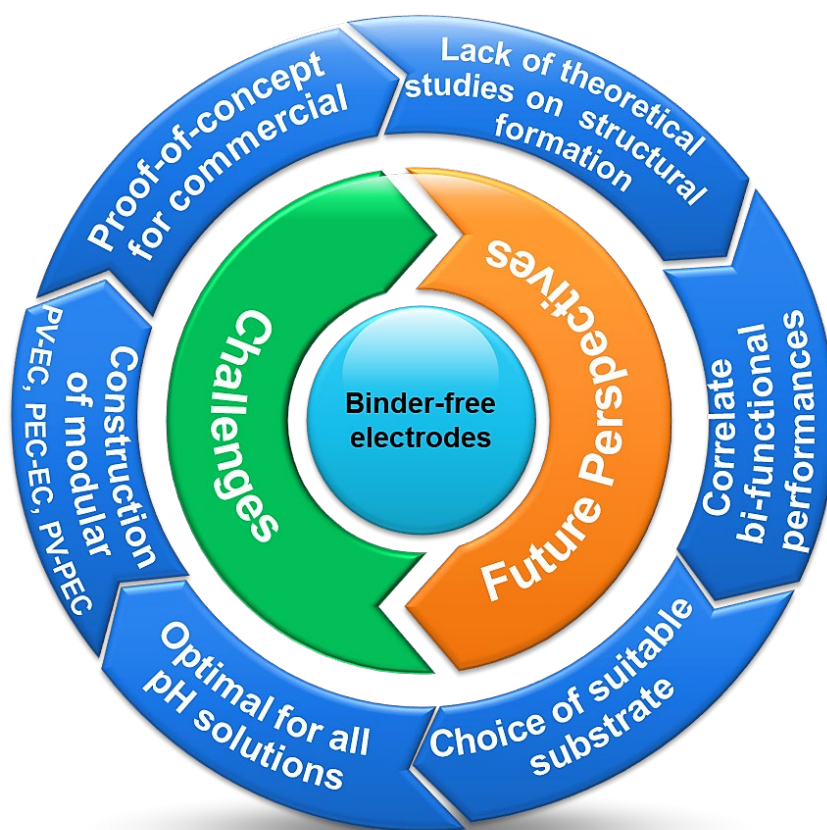 Binder-free
electrodes
Challenges
Future Perspectives
Lack of theoretical
studies on structural
formation
Correlate
bi-functional
performances
Choice of suitable
substrate
Optimal for all
pH solutions
Construction
of modular
PV-EC, PEC-EC, PV-PEC
Proof-of-concept
for commercial